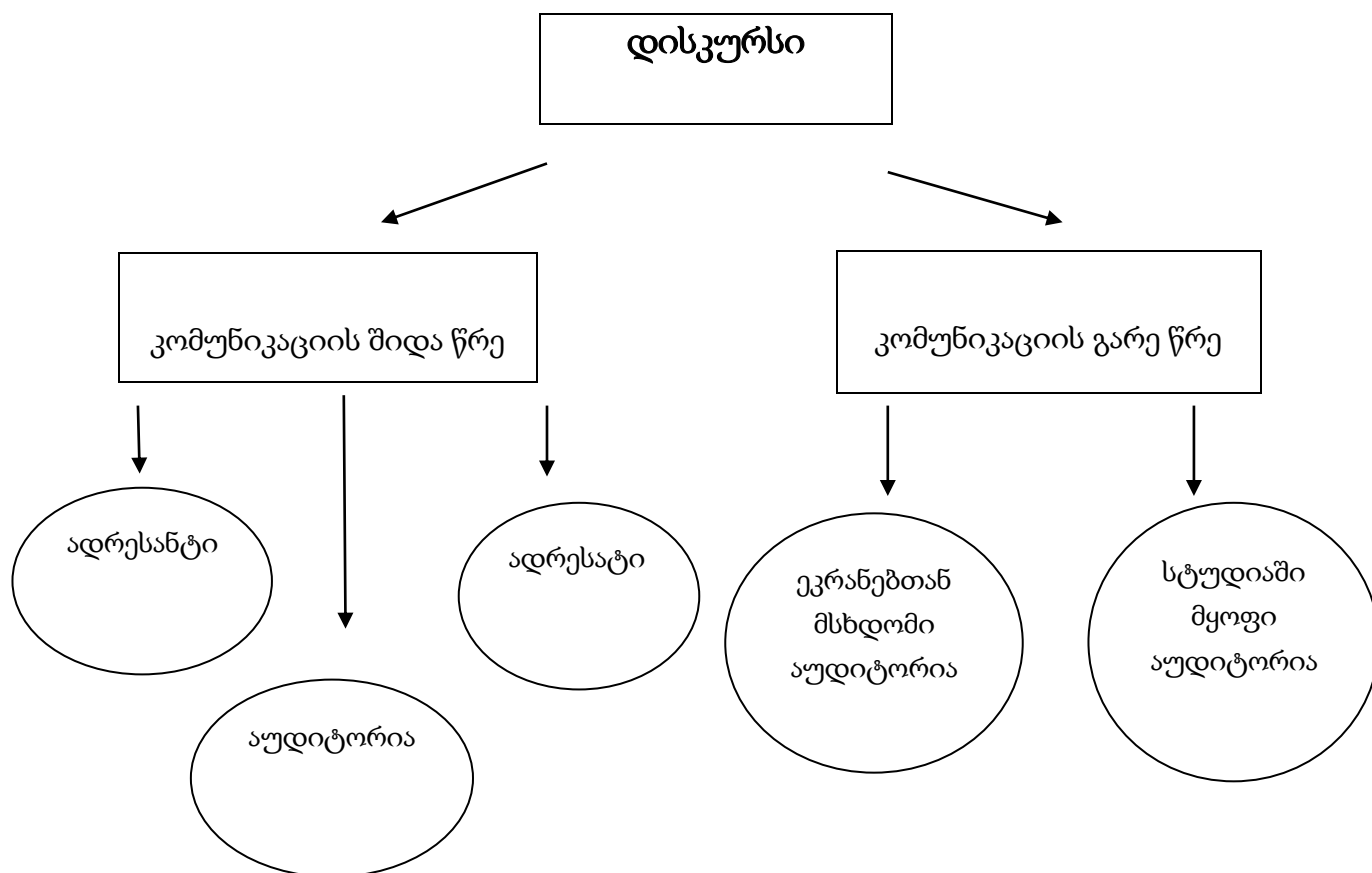 დისკურსი
კომუნიკაციის შიდა წრე
კომუნიკაციის გარე წრე
ადრესანტი
აუდიტორია
ადრესატი
ეკრანებთან
მსხდომი
აუდიტორია
სტუდიაში
მყოფი
აუდიტორია